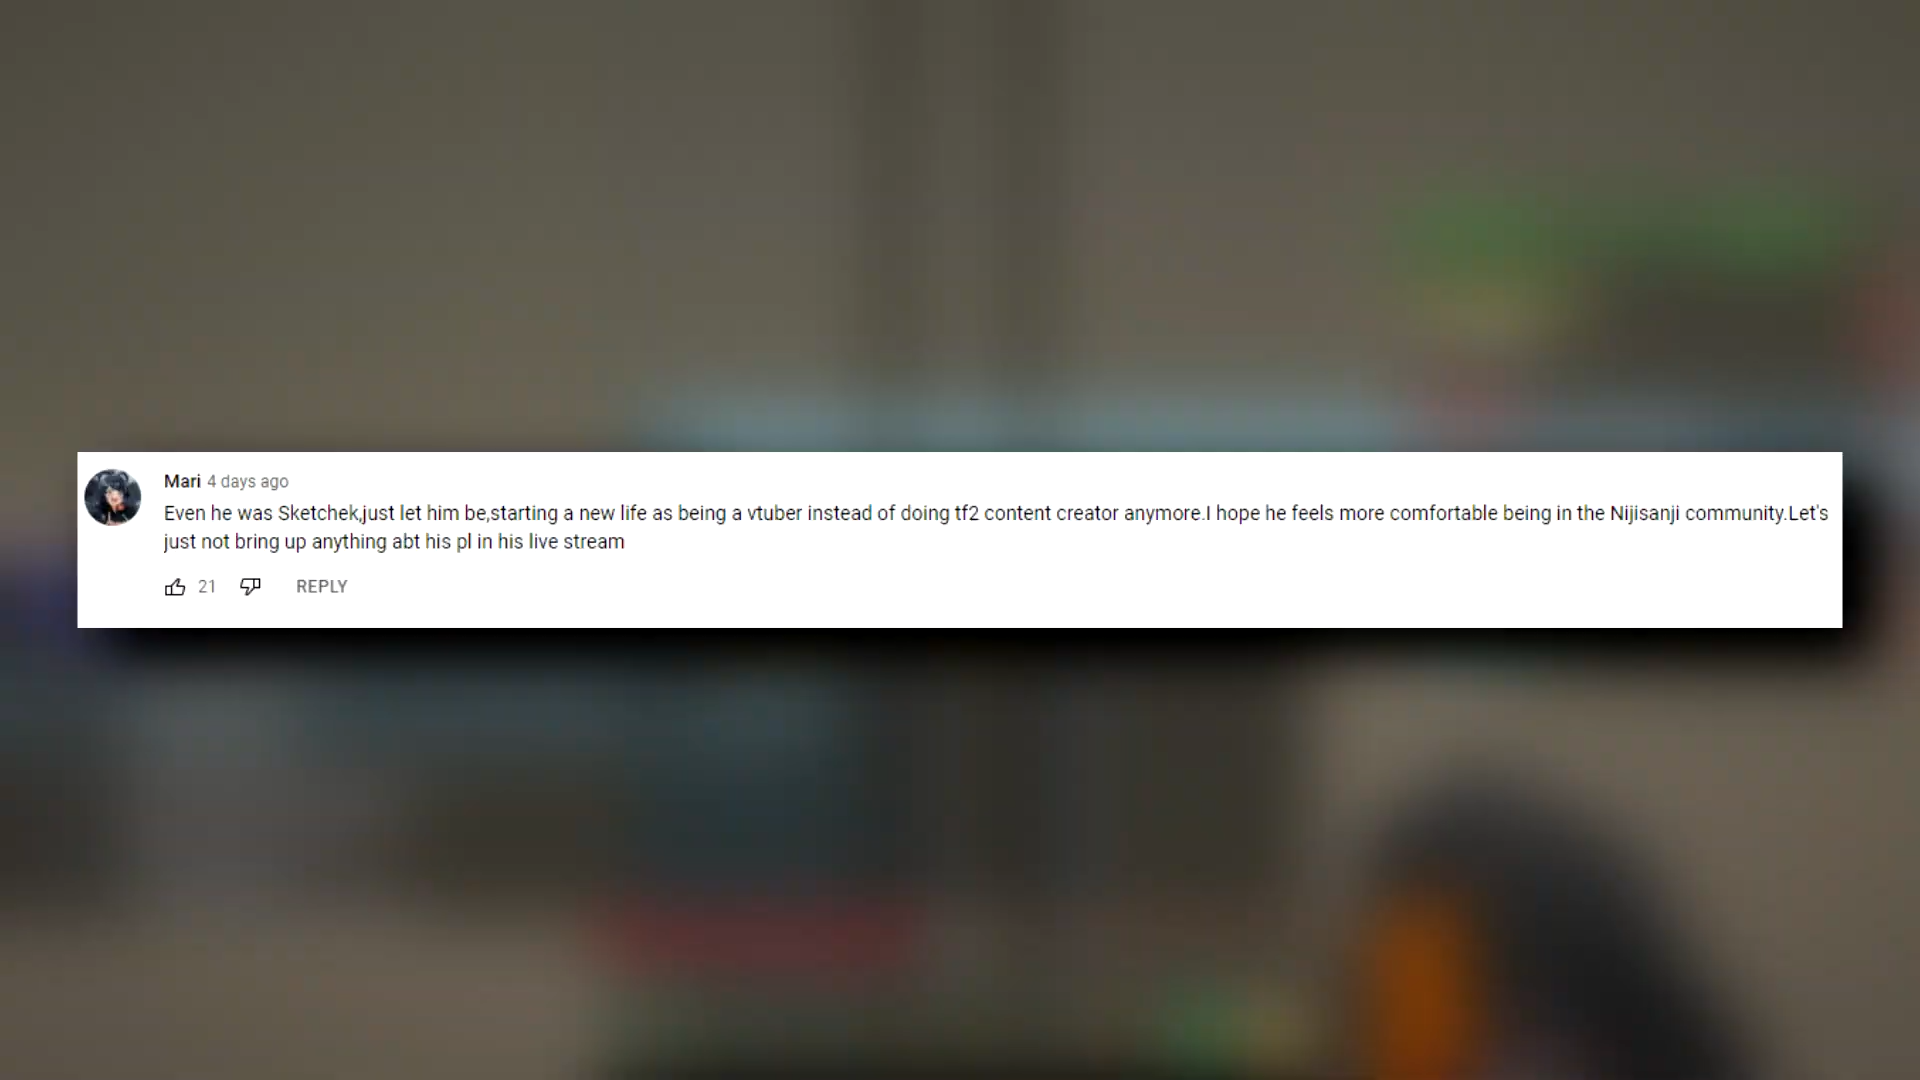 Mari 4 days ago
Even he was Sketchek,just let him be,starting a new life as being a vtuber instead of doing tf2 content creator anymore.I hope he feels more comfortable being in the Nijisanji community.Let's
just not bring up anything abt his pl in his live stream
21 REPLY